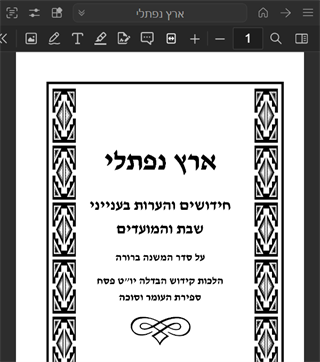 ארץ נפתלי
1
ארץ נפתלי
חידושים והערות בענייני
שבת והמועדים
על סדר המשנה ברורה
הלכות קידוש הבדלה יו״ט פסח
ספירת העומר וסוכה